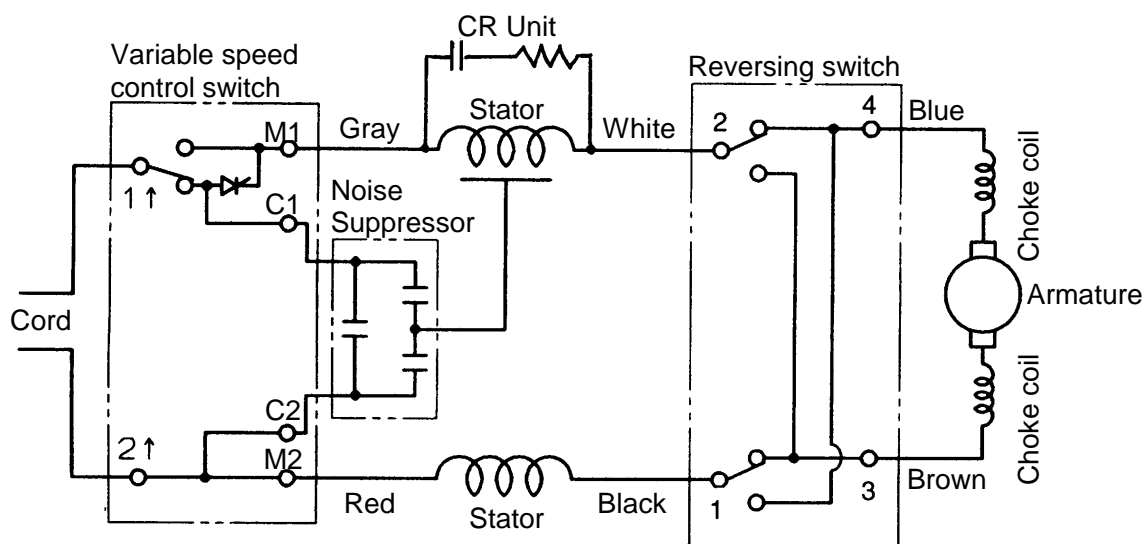 CR Unit
Variable speed
control switch
Reversing switch
M1
Gray
Stator
White
2
4
Blue
1↑
C1
Noise
Suppressor
Choke coil
Cord
Armature
C2
2↑
M2
Red
Stator
Black
1
3
Brown
Choke coil